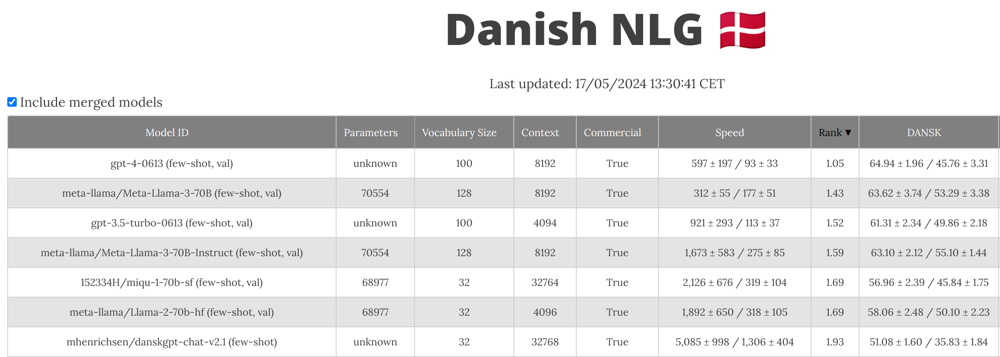 Danish NLG 🇩🇰
Last updated: 17/05/2024 13:30:41 CET
Include merged models
Model ID Parameters Vocabulary Size Context Commercial Speed Rank ▼ DANSK
gpt-4-0613 (few-shot, val) unknown 100 8192 True 597 ± 197 / 93 ± 33 1.05 64.94 ± 1.96 / 45.76 ± 3.31
meta-llama/Meta-Llama-3-70B (few-shot, val) 70554 128 8192 True 312 ± 55 / 177 ± 51 1.43 63.62 ± 3.74 / 53.29 ± 3.38
gpt-3.5-turbo-0613 (few-shot, val) unknown 100 4094 True 921 ± 293 / 113 ± 37 1.52 61.31 ± 2.34 / 49.86 ± 2.18
meta-llama/Meta-Llama-3-70B-Instruct (few-shot, val) 70554 128 8192 True 1,673 ± 583 / 275 ± 85 1.59 63.10 ± 2.12 / 55.10 ± 1.44
152334H/miqu-1-70b-sf (few-shot, val) 68977 32 32764 True 2,126 ± 676 / 319 ± 104 1.69 56.96 ± 2.39 / 45.84 ± 1.75
meta-llama/Llama-2-70b-hf (few-shot, val) 68977 32 4096 True 1,892 ± 650 / 318 ± 105 1.69 58.06 ± 2.48 / 50.10 ± 2.23
mhenrichsen/danskgpt-chat-v2.1 (few-shot) unknown 32 32768 True 5,085 ± 998 / 1,306 ± 404 1.93 51.08 ± 1.60 / 35.83 ± 1.84